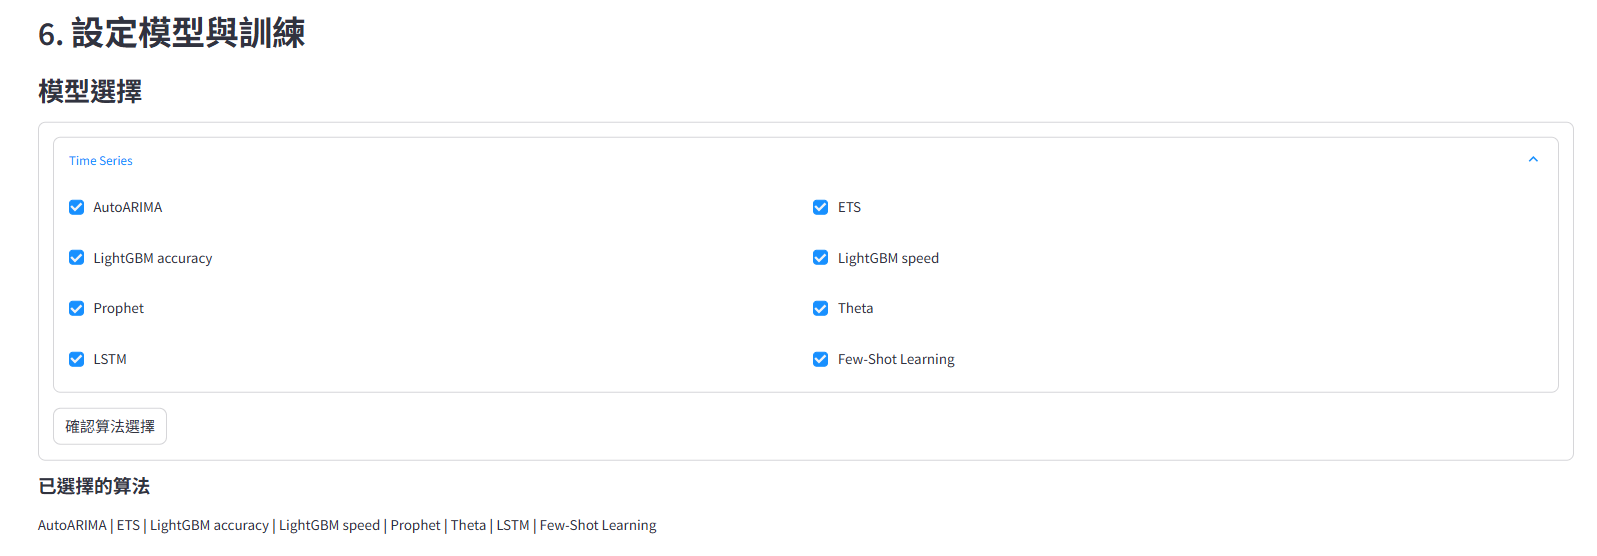 6. 設定模型與訓練
模型選擇
Time Series
AutoARIMA
ETS
LightGBM accuracy
LightGBM speed
Prophet
Theta
LSTM
Few-Shot Learning
確認算法選擇
已選擇的算法
AutoARIMA | ETS | LightGBM accuracy | LightGBM speed | Prophet | Theta | LSTM | Few-Shot Learning